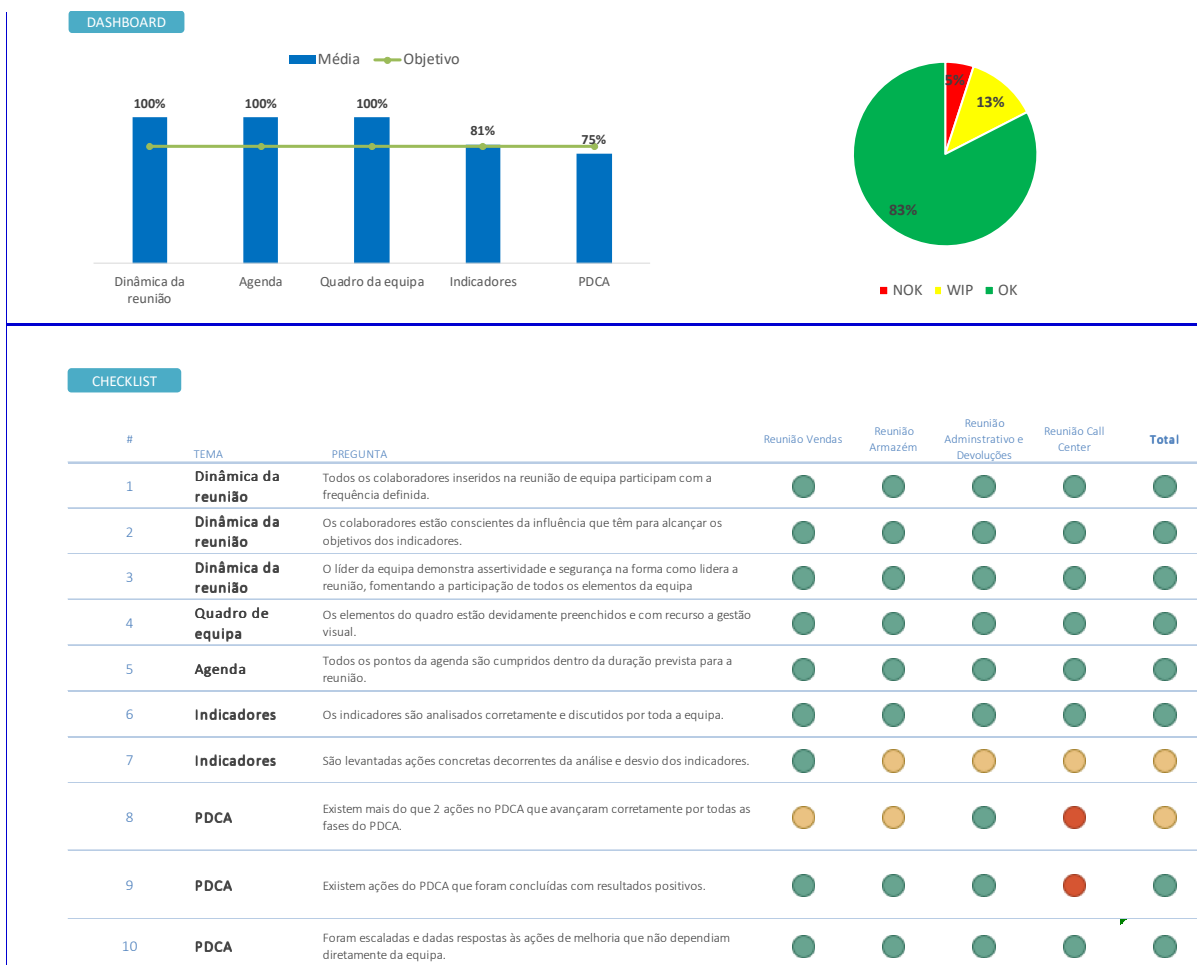 DASHBOARD
Média Objetivo
100% 100% 100% 81% 75%
Dinâmica da reunião
Agenda
Quadro da equipa
Indicadores
PDCA
5%
13%
83%
NOK WIP OK
CHECKLIST
# TEMA PREGUNTA
Reunião Vendas
Reunião
Armazém
Reunião
Adminstrativo e
Devoluções
Reunião Call
Center
Total
1
Dinâmica da
reunião
Todos os colaboradores inseridos na reunião de equipa participam com a
frequência definida.
2
Dinâmica da
reunião
Os colaboradores estão conscientes da influência que têm para alcançar os
objetivos dos indicadores.
3
Dinâmica da
reunião
O líder da equipa demonstra assertividade e segurança na forma como lidera a
reunião, fomentando a participação de todos os elementos da equipa
4
Quadro de
equipa
Os elementos do quadro estão devidamente preenchidos e com recurso a gestão
visual.
5
Agenda
Todos os pontos da agenda são cumpridos dentro da duração prevista para a
reunião.
6
Indicadores
Os indicadores são analisados corretamente e discutidos por toda a equipa.
7
Indicadores
São levantadas ações concretas decorrentes da análise e desvio dos indicadores.
8
PDCA
Existem mais do que 2 ações no PDCA que avançaram corretamente por todas as
fases do PDCA.
9
PDCA
Exiistem ações do PDCA que foram concluídas com resultados positivos.
10
PDCA
Foram escaladas e dadas respostas às ações de melhoria que não dependiam
diretamente da equipa.